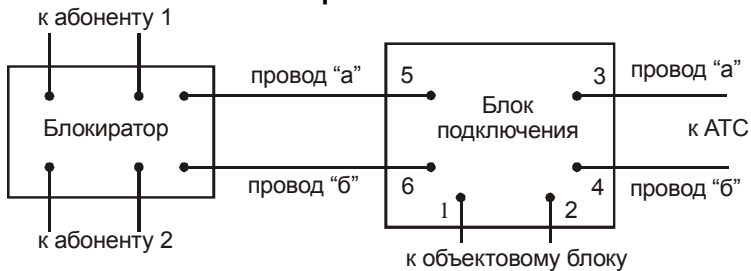 к абоненту 1
провод “а”
5
3
провод “а”
Блокиратор
Блок
подключения
к АТС
провод “б”
6
4
провод “б”
1
2
к абоненту 2
к объектовому блоку